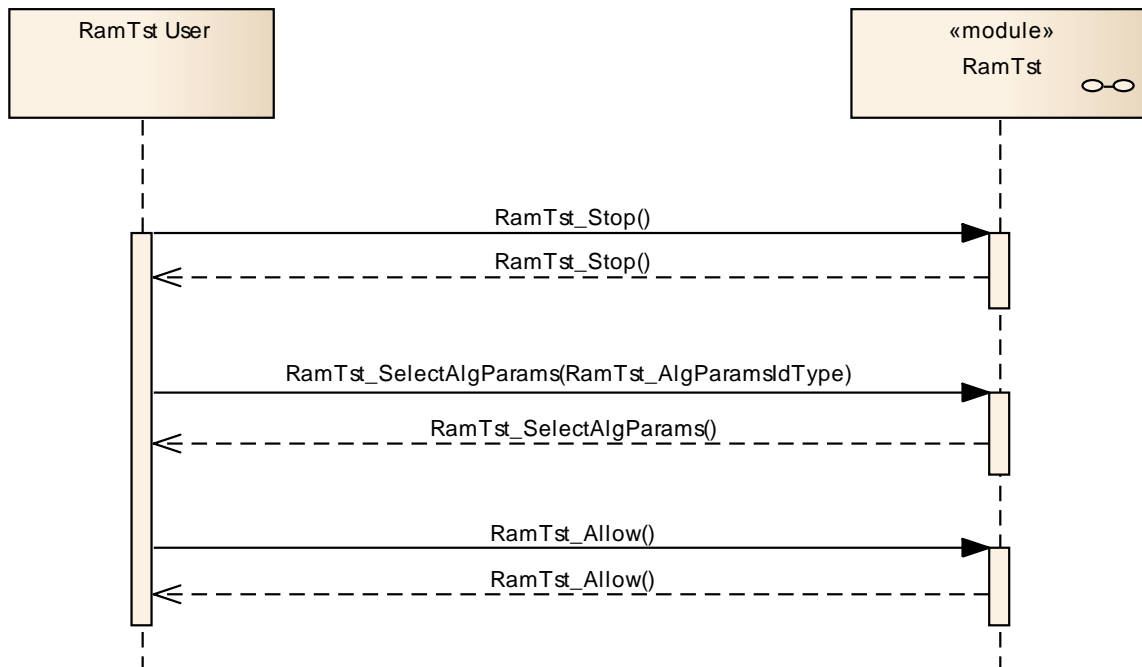 RamTst User
«module»
RamTst
RamTst_Stop()
RamTst_Stop()
RamTst_SelectAlgParams(RamTst_AlgParamsIdType)
RamTst_SelectAlgParams()
RamTst_Allow()
RamTst_Allow()